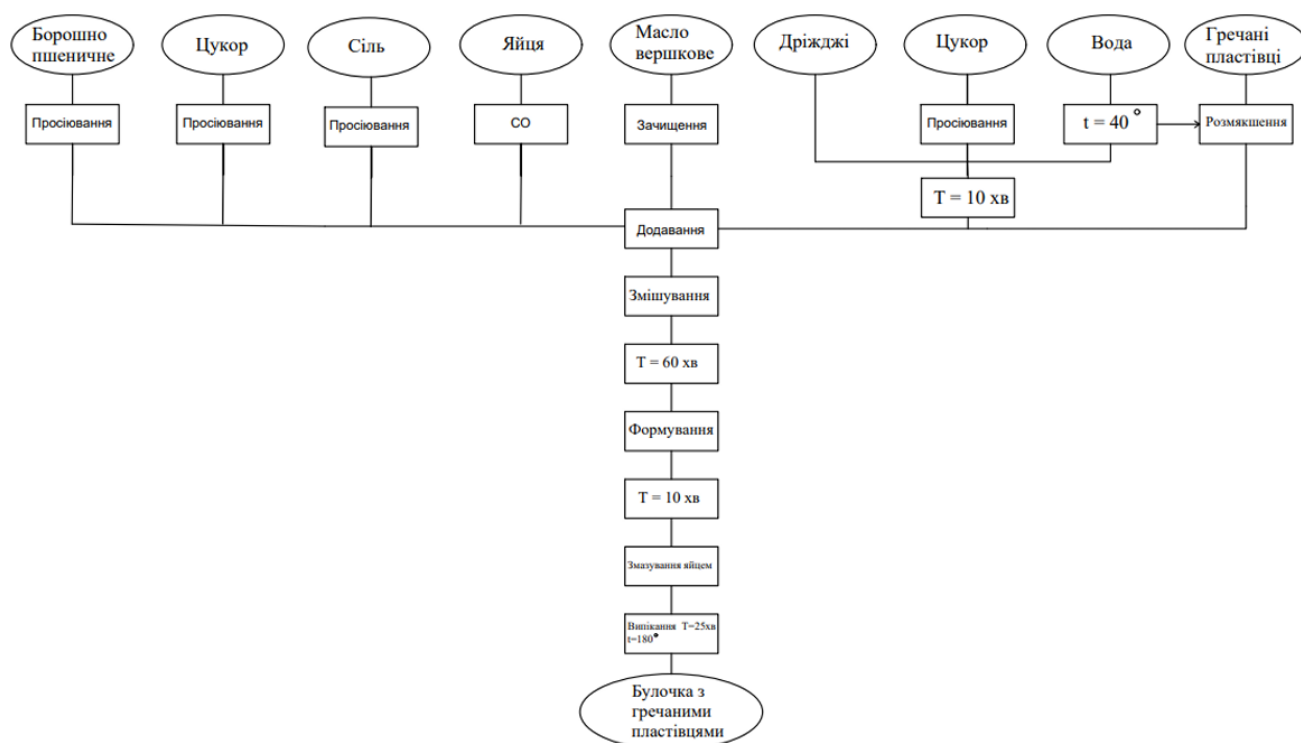 Борошно
пшеничне
Цукор
Сіль
Яйця
Масло
вершкове
Дріжджі
Цукор
Вода
Гречані
пластівці
Просіювання
Просіювання
Просіювання
СО
Зачищення
Просіювання
t = 40°
Розмякшення
T = 10 хв
Додавання
Змішування
T = 60 хв
Формування
T = 10 хв
Змазування яйцем
Випікання T=25хв
t=180°
Булочка з
гречаними
пластівцями